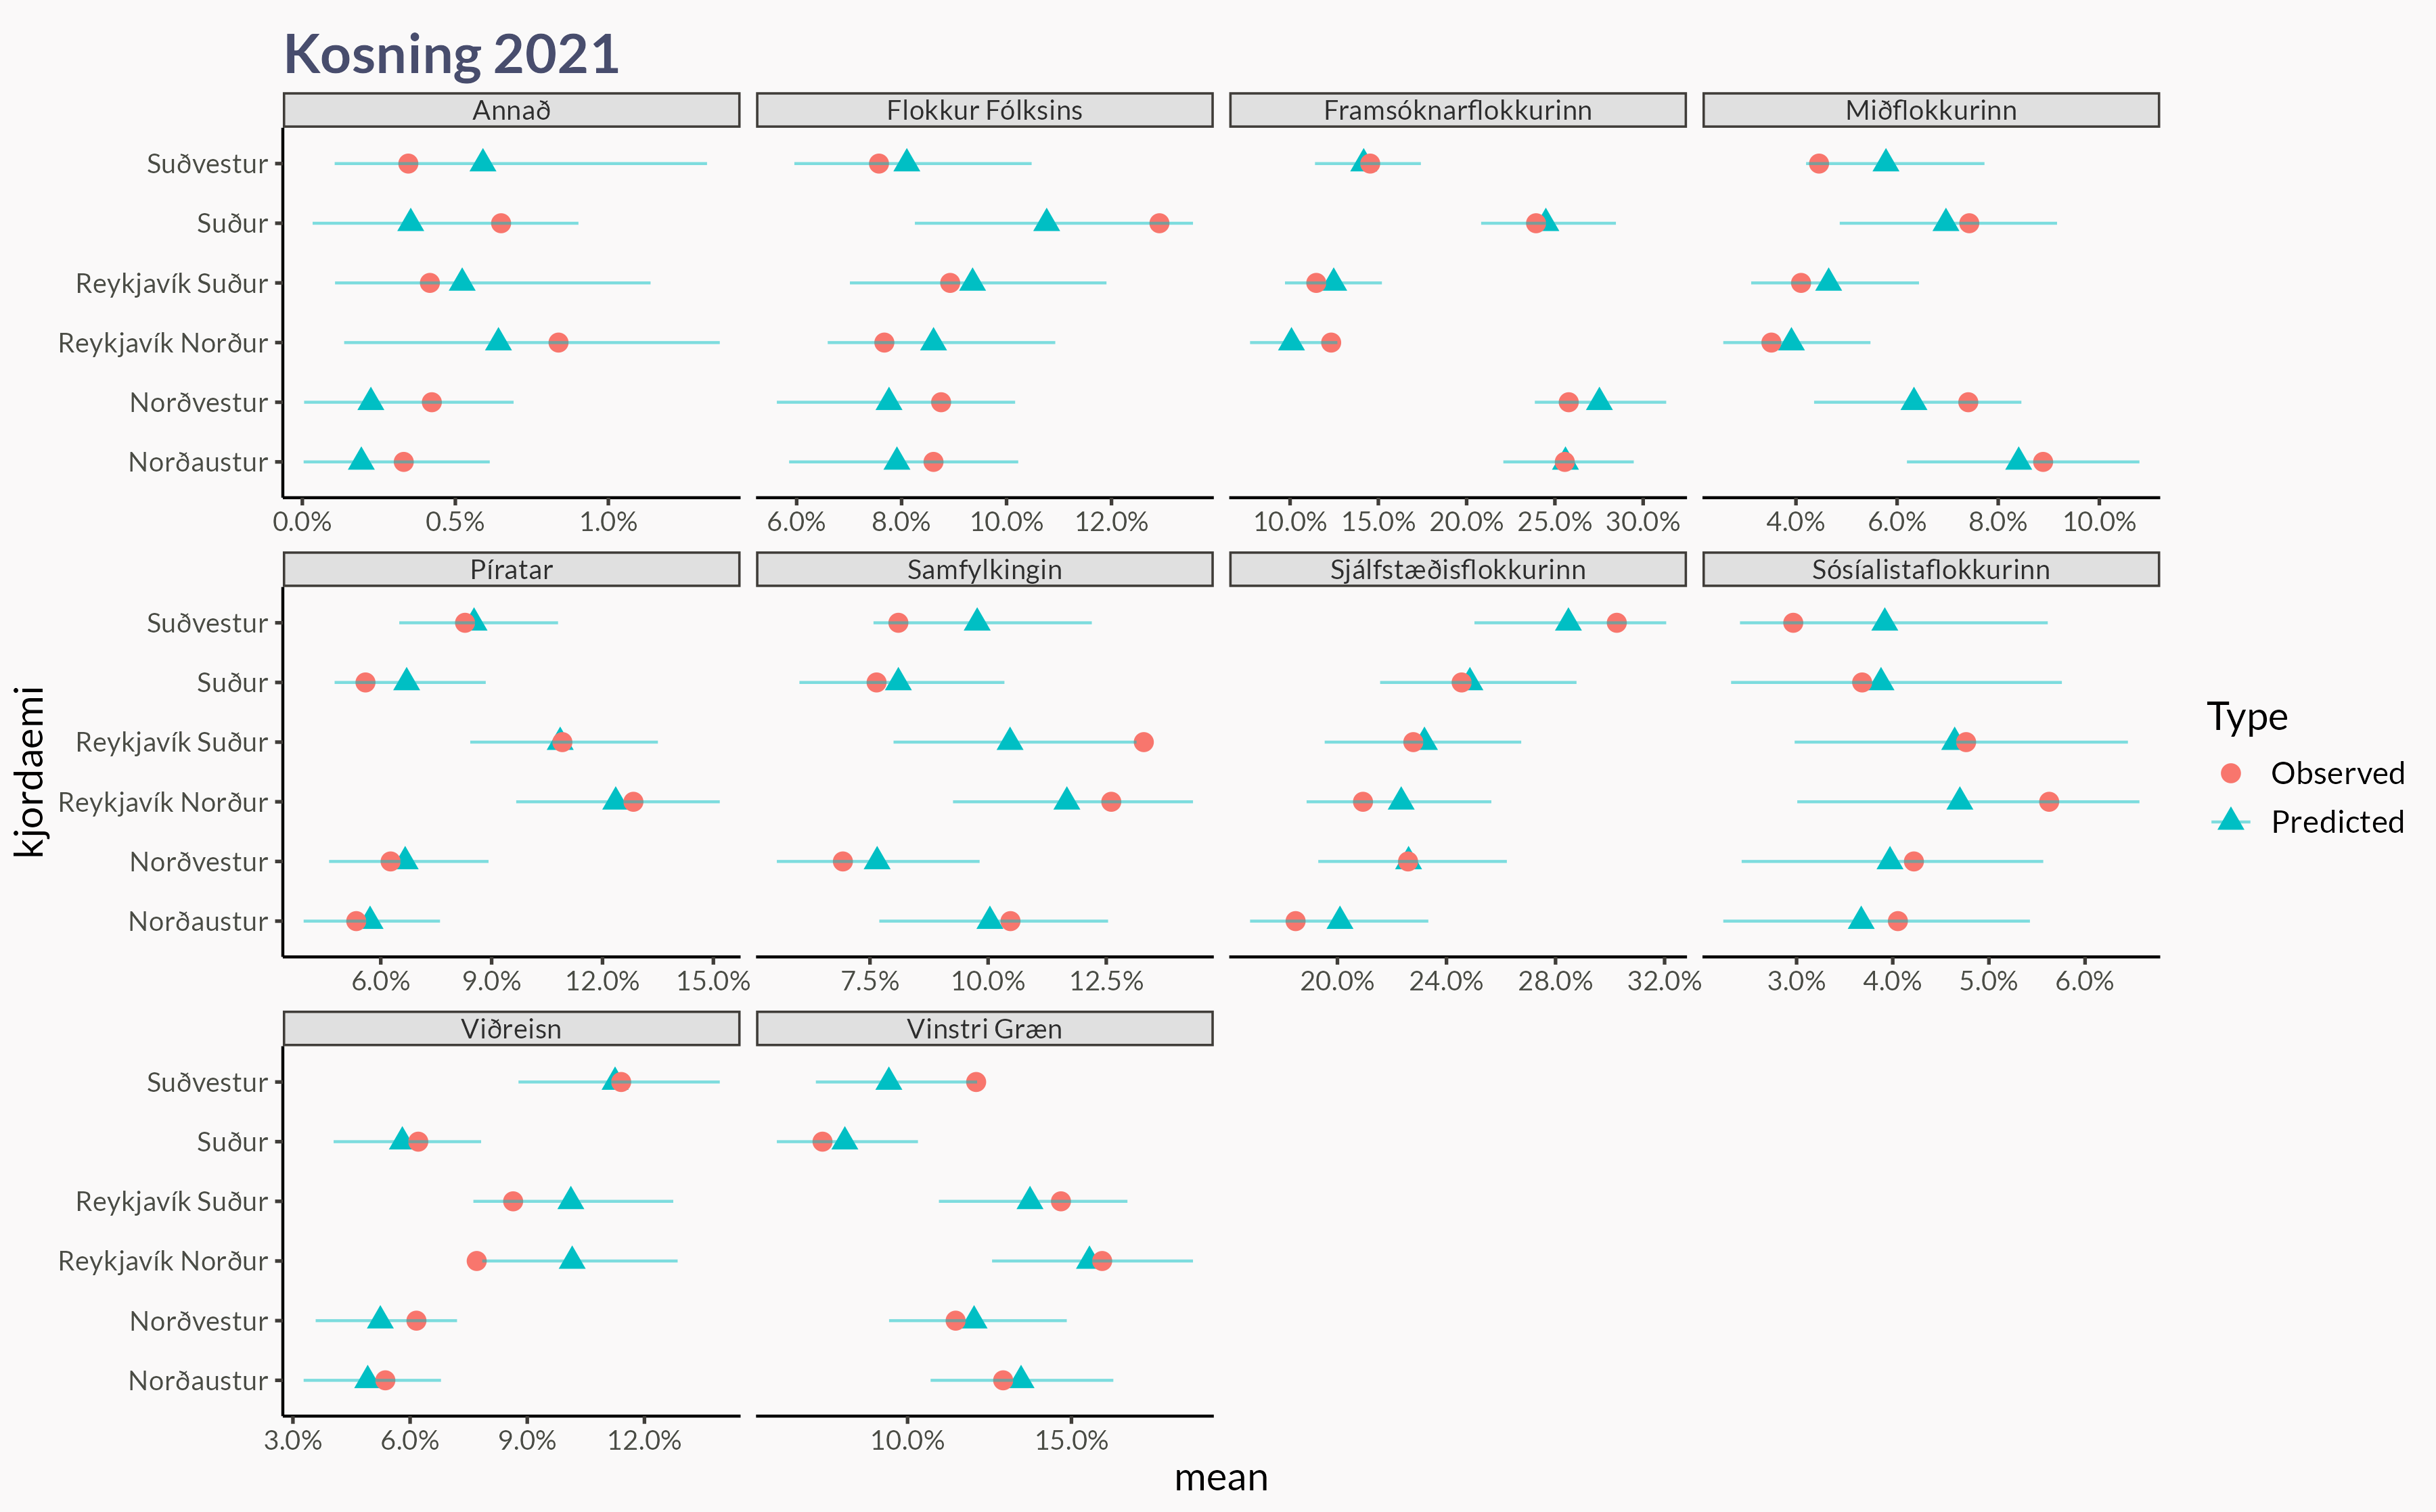 Kosning 2021
Annað
Flokkur Fólksins
Framsóknarflokkurinn
Miðflokkurinn
Suðvestur
Suður
Reykjavík Suður
Reykjavík Norður
Norðvestur
Norðaustur
0.0% 0.5% 1.0%
6.0% 8.0% 10.0% 12.0%
10.0% 15.0% 20.0% 25.0% 30.0%
4.0% 6.0% 8.0% 10.0%
Píratar
Samfylkingin
Sjálfstæðisflokkurinn
Sósíalistaflokkurinn
Suðvestur
Suður
Reykjavík Suður
Reykjavík Norður
Norðvestur
Norðaustur
6.0% 9.0% 12.0% 15.0%
7.5% 10.0% 12.5%
20.0% 24.0% 28.0% 32.0%
3.0% 4.0% 5.0% 6.0%
Viðreisn
Vinstri Græn
Suðvestur
Suður
Reykjavík Suður
Reykjavík Norður
Norðvestur
Norðaustur
3.0% 6.0% 9.0% 12.0%
10.0% 15.0%
mean
kjordaemi
Type
Observed
Predicted